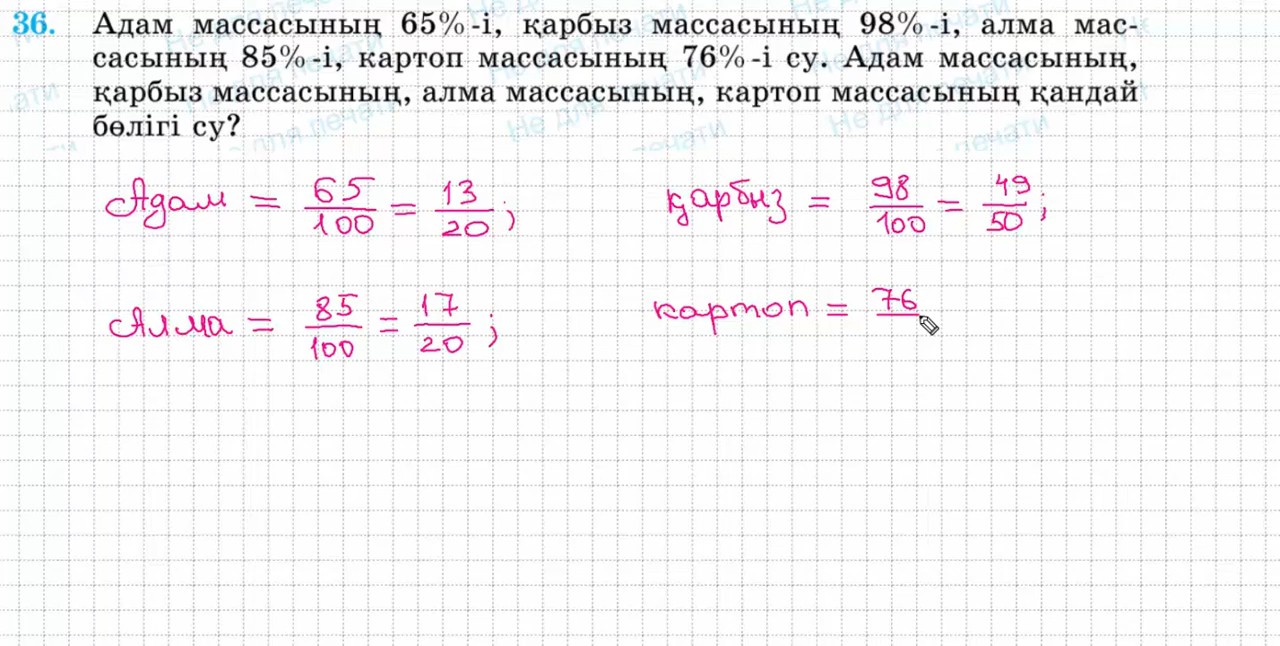 36. Адам массасының 65%-і, қарбыз массасының 98%-і, алма мас-
сасының 85%-і, картоп массасының 76%-і су. Адам массасының,
қарбыз массасының, алма массасының, картоп массасының қандай
бөлігі су?
Адам = 65/100 = 13/20; қарбыз = 98/100 = 49/50;
Алма = 85/100 = 17/20; картоп = 76